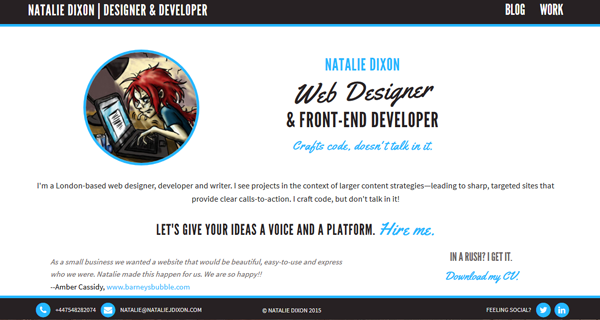 NATALIE DIXON | DESIGNER & DEVELOPER
BLOG WORK
NATALIE DIXON
Web Designer
& FRONT-END DEVELOPER
Crafts code, doesn't talk in it.
I'm a London-based web designer, developer and writer. I see projects in the context of larger content strategies—leading to sharp, targeted sites that
provide clear calls-to-action. I craft code, but don't talk in it!
LET'S GIVE YOUR IDEAS A VOICE AND A PLATFORM. Hire me.
As a small business we wanted a website that would be beautiful, easy-to-use and express
who we were. Natalie made this happen for us. We are so happy!!
--Amber Cassidy, www.barneysbubble.com
IN A RUSH? I GET IT.
Download my CV.
+447548282074 NATALIE@NATALIEJDIXON.COM © NATALIE DIXON 2015 FEELING SOCIAL?